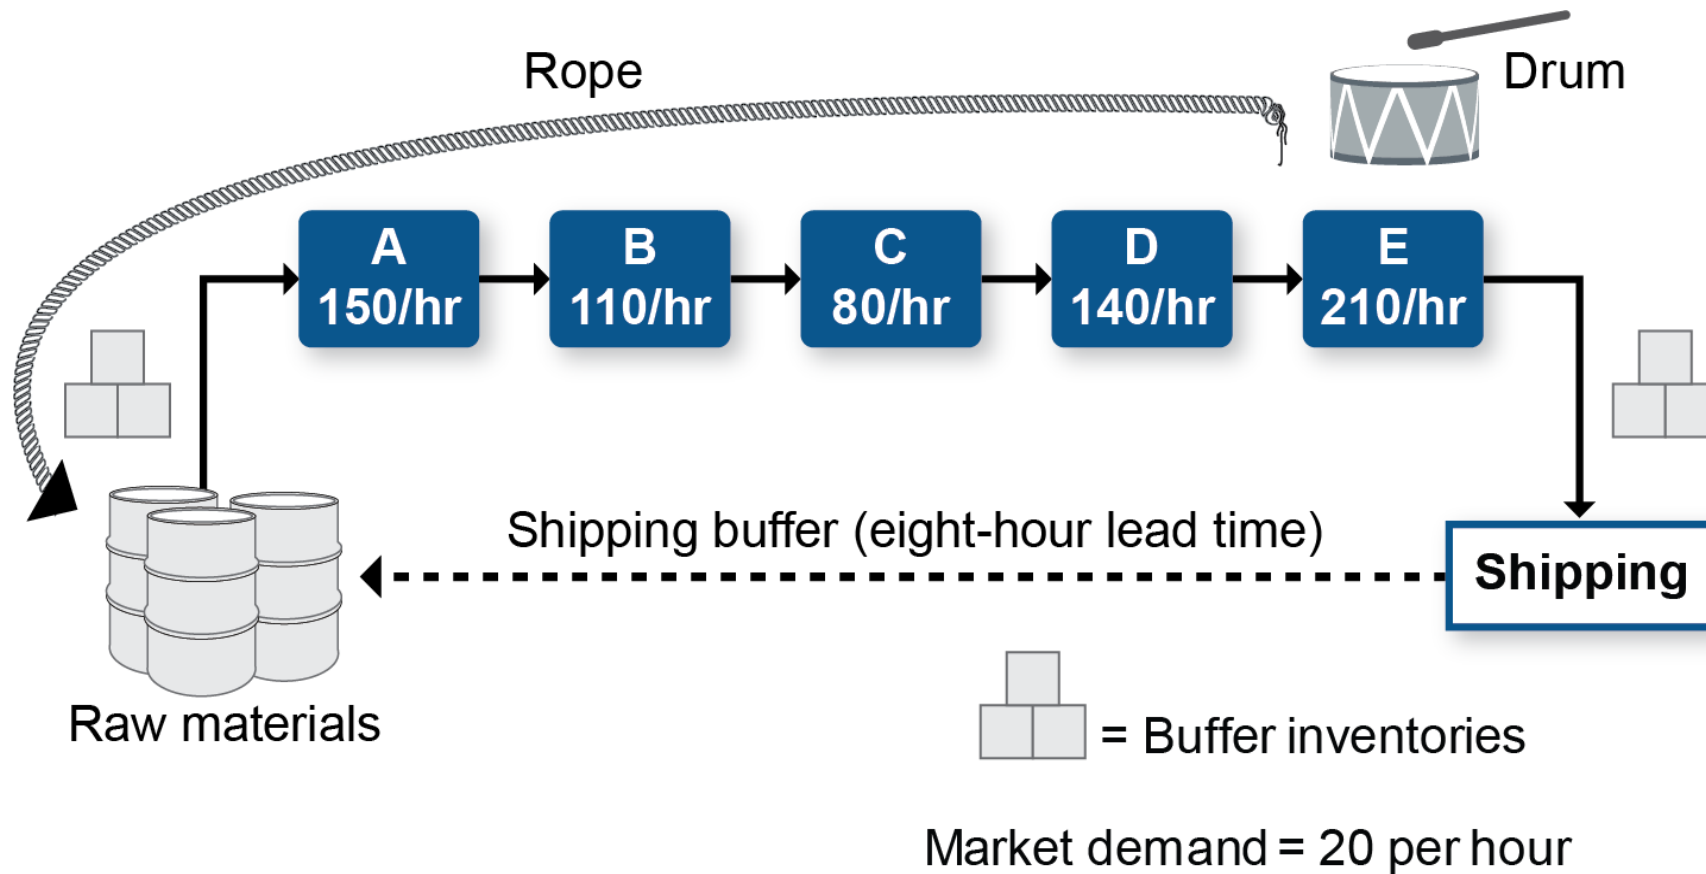 Rope
Drum
A
150/hr
B
110/hr
C
80/hr
D
140/hr
E
210/hr
Shipping buffer (eight-hour lead time)
Shipping
Raw materials
= Buffer inventories
Market demand = 20 per hour